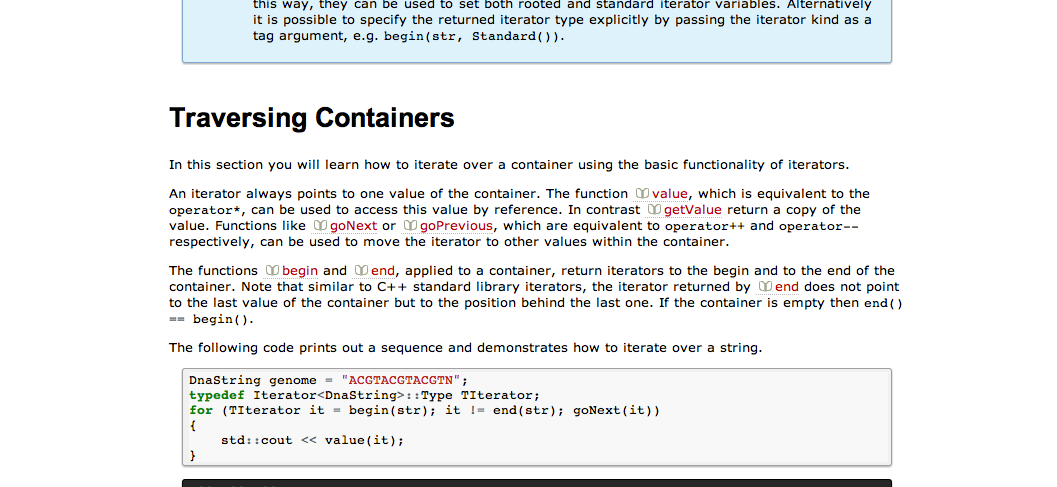 this way, they can be used to set both rooted and standard iterator variables. Alternatively
it is possible to specify the returned iterator type explicitly by passing the iterator kind as a
tag argument, e.g. begin(str, Standard()).
Traversing Containers
In this section you will learn how to iterate over a container using the basic functionality of iterators.
An iterator always points to one value of the container. The function value, which is equivalent to the
operator*, can be used to access this value by reference. In contrast getValue return a copy of the
value. Functions like goNext or goPrevious, which are equivalent to operator++ and operator--
respectively, can be used to move the iterator to other values within the container.
The functions begin and end, applied to a container, return iterators to the begin and to the end of the
container. Note that similar to C++ standard library iterators, the iterator returned by end does not point
to the last value of the container but to the position behind the last one. If the container is empty then end()
== begin().
The following code prints out a sequence and demonstrates how to iterate over a string.
DnaString genome = "ACGTACGTACGTN";
typedef Iterator<DnaString>::Type TIterator;
for (TIterator it = begin(str); it != end(str); goNext(it))
{
    std::cout << value(it);
}